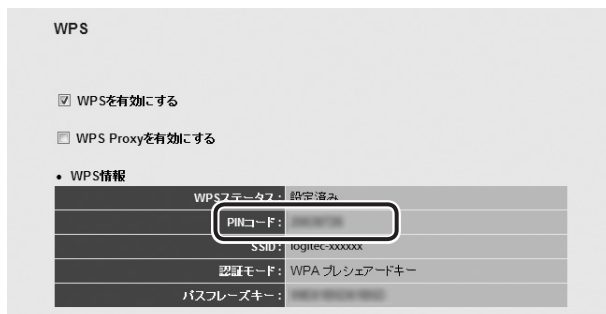 WPS
WPSを有効にする
WPS Proxyを有効にする
• WPS情報
WPSステータス： 設定済み
PINコード：
SSID： logitec-xxxxxx
認証モード： WPA プレシェアードキー
パスフレーズキー：